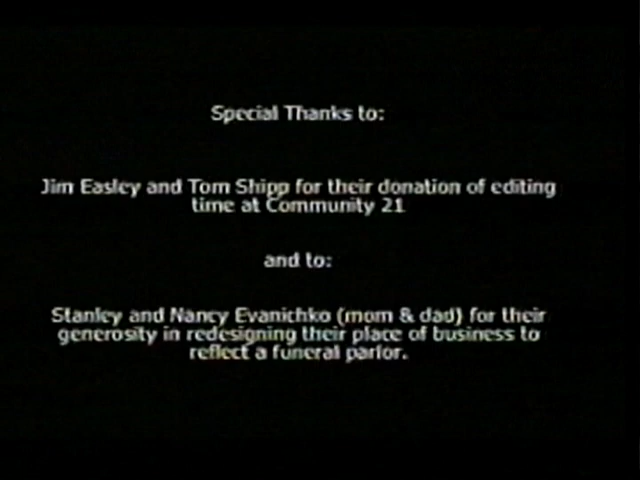 Special Thanks to:
Jim Easley and Tom Shipp for their donation of editing
time at Community 21
and to:
Stanley and Nancy Evanichko (mom & dad) for their
generosity in redesigning their place of business to
reflect a funeral parlor.